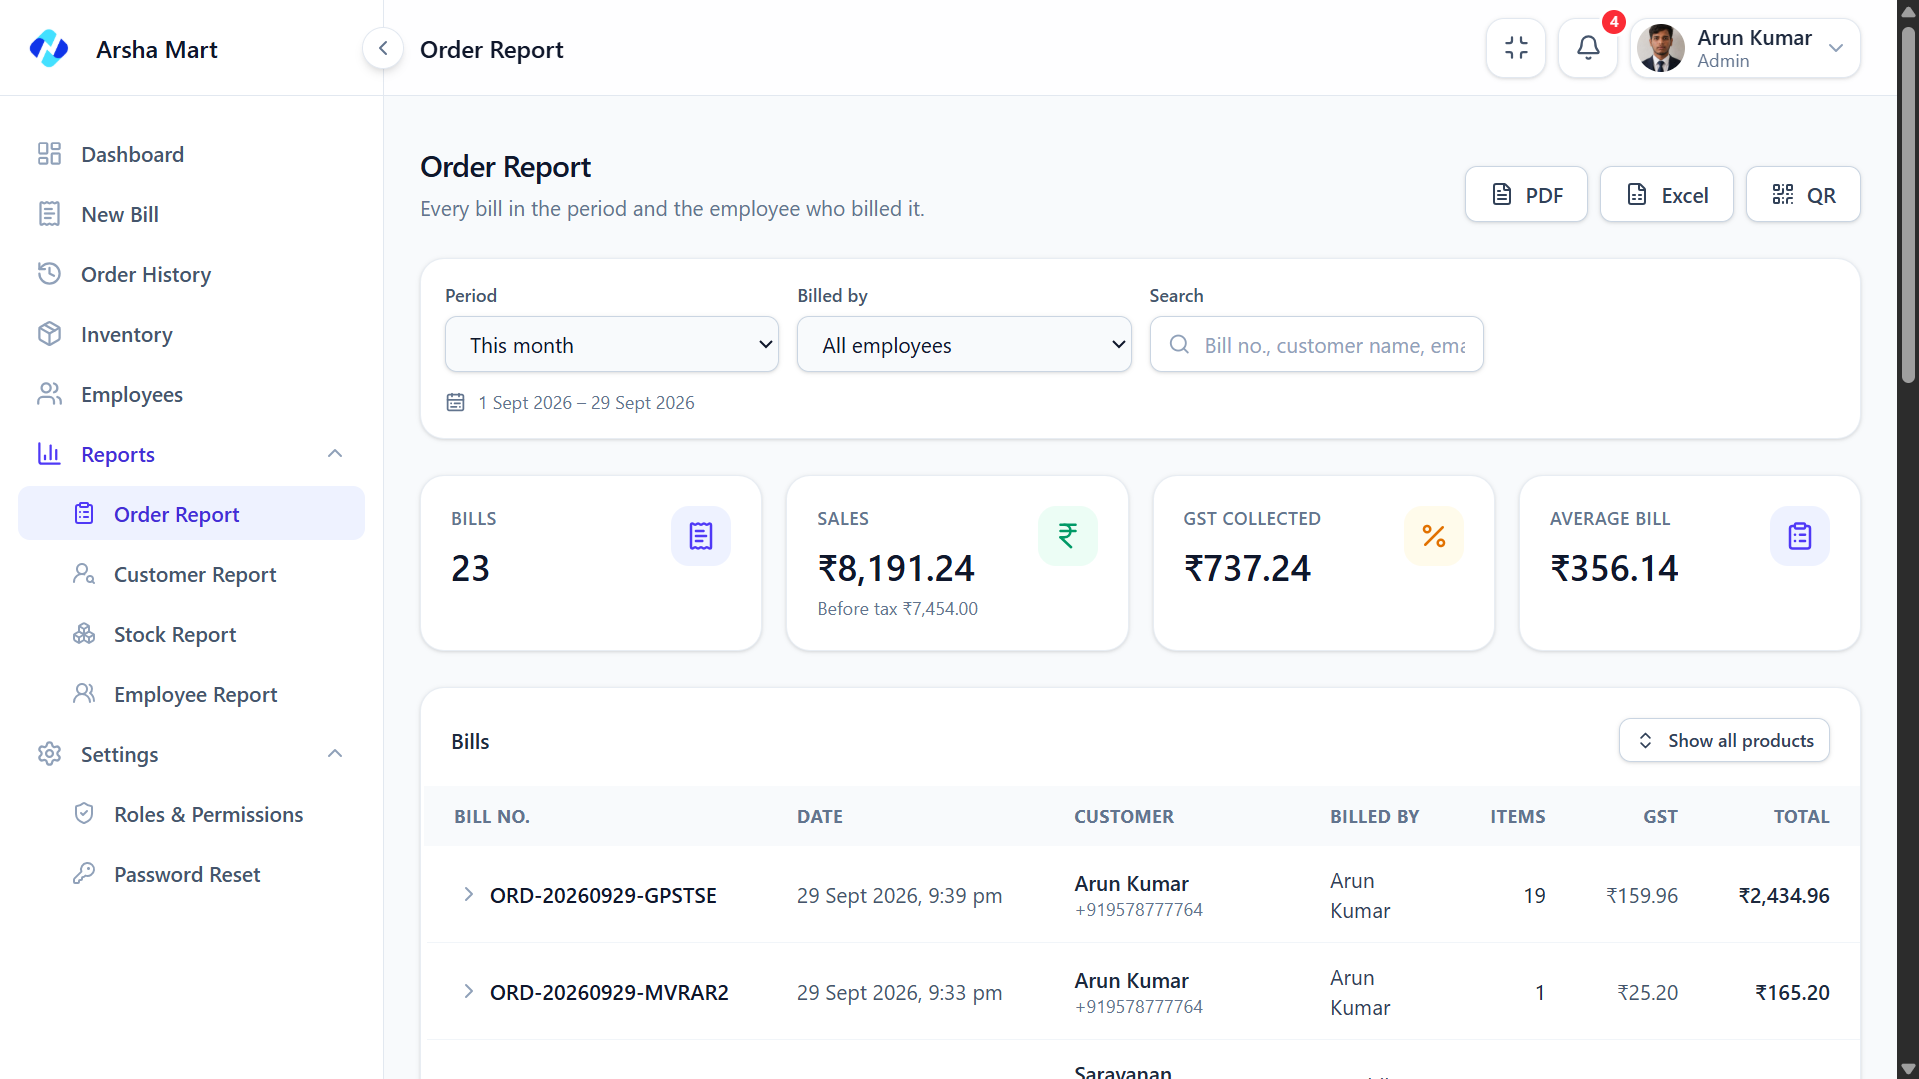 Arsha Mart
Order Report
4
Arun Kumar
Admin
Dashboard
New Bill
Order History
Inventory
Employees
Reports
Order Report
Customer Report
Stock Report
Employee Report
Settings
Roles & Permissions
Password Reset
Order Report
Every bill in the period and the employee who billed it.
PDF
Excel
QR
Period
Billed by
Search
This month
All employees
Bill no., customer name, ema
1 Sept 2026 – 29 Sept 2026
BILLS
23
SALES
₹8,191.24
Before tax ₹7,454.00
GST COLLECTED
₹737.24
AVERAGE BILL
₹356.14
Bills
Show all products
BILL NO. DATE CUSTOMER BILLED BY ITEMS GST TOTAL
ORD-20260929-GPSTSE 29 Sept 2026, 9:39 pm Arun Kumar +919578777764 Arun Kumar 19 ₹159.96 ₹2,434.96
ORD-20260929-MVRAR2 29 Sept 2026, 9:33 pm Arun Kumar +919578777764 Arun Kumar 1 ₹25.20 ₹165.20
Saravanan